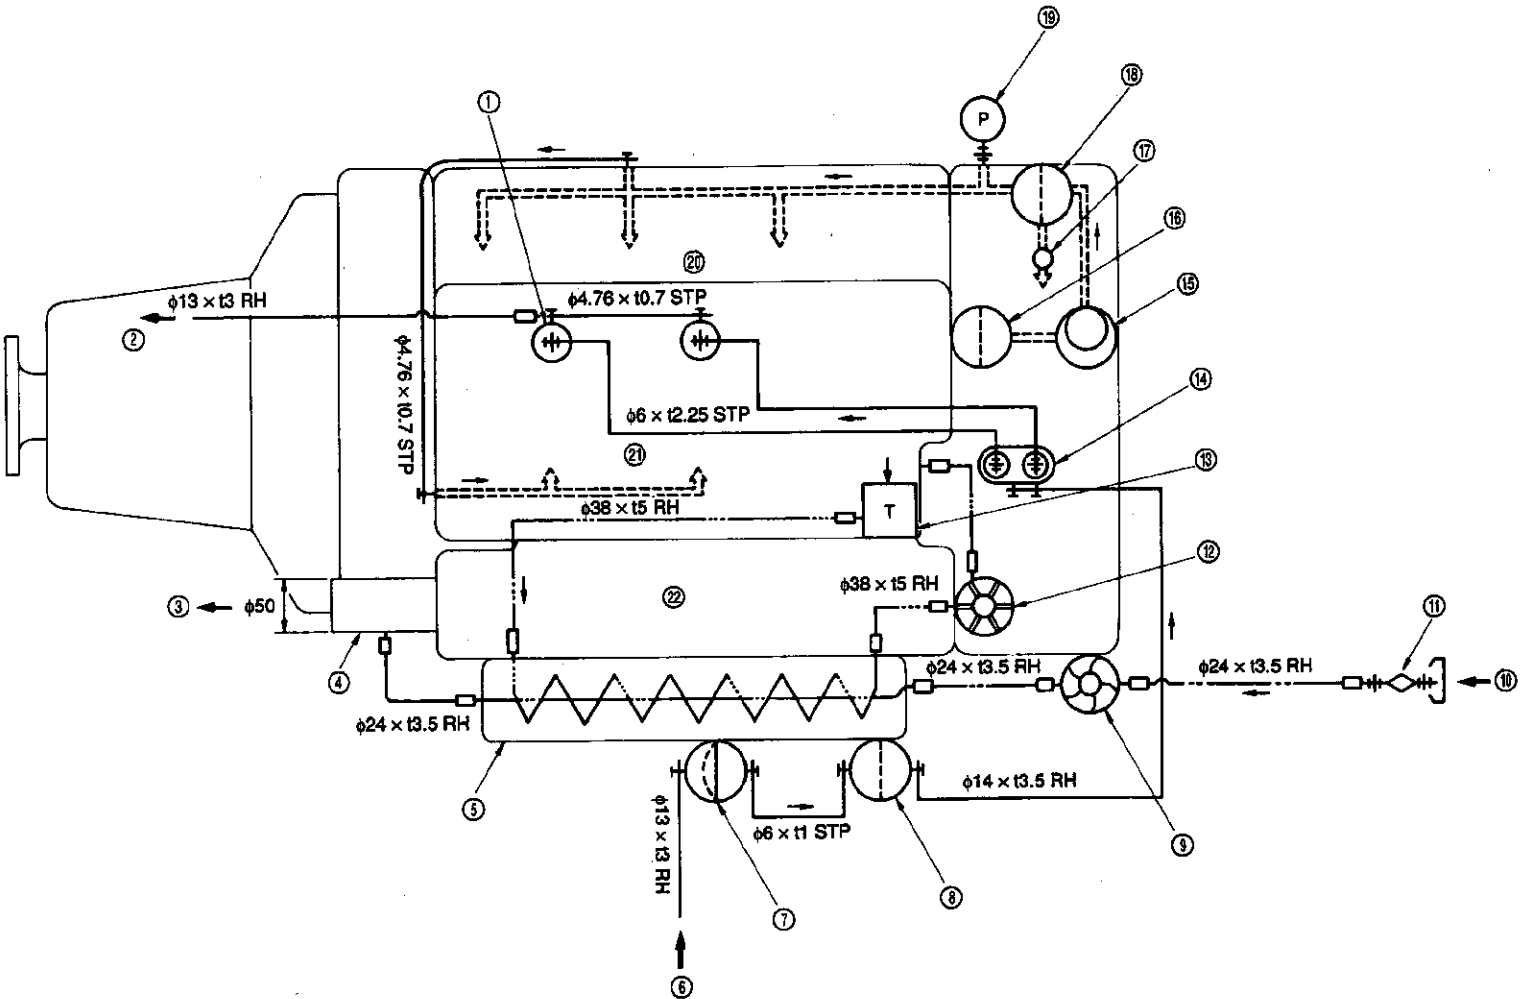 ⑲
⑱
①
P
⑰
⑯
⑳
⑮
ϕ13 × t3 RH
ϕ4.76 × t0.7 STP
②
ϕ4.76 × t0.7 STP
⑭
ϕ6 × t2.25 STP
㉑
⑬
ϕ38 × t5 RH
T
⑫
③
ϕ50
㉒
ϕ38 × t5 RH
⑪
④
ϕ24 × t3.5 RH
ϕ24 × t3.5 RH
⑩
ϕ24 × t3.5 RH
⑤
ϕ14 × t3.5 RH
ϕ13 × t3 RH
ϕ6 × t1 STP
⑨
⑧
⑦
⑥